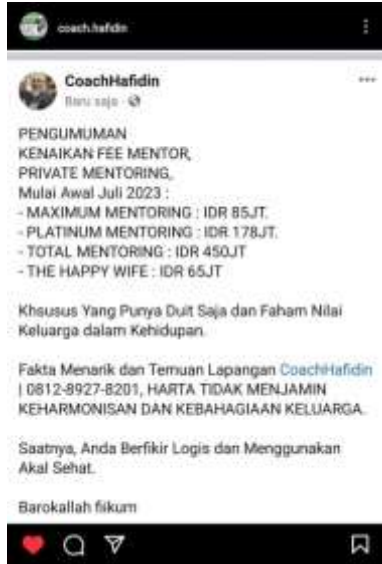 coach.hafidin
CoachHafidin
Baru saja
PENGUMUMAN
KENAIKAN FEE MENTOR,
PRIVATE MENTORING,
Mulai Awal Juli 2023 :
- MAXIMUM MENTORING : IDR 85JT.
- PLATINUM MENTORING : IDR 178JT.
- TOTAL MENTORING : IDR 450JT
- THE HAPPY WIFE : IDR 65JT
Khsusus Yang Punya Duit Saja dan Faham Nilai
Keluarga dalam Kehidupan.
Fakta Menarik dan Temuan Lapangan CoachHafidin
| 0812-8927-8201, HARTA TIDAK MENJAMIN
KEHARMONISAN DAN KEBAHAGIAAN KELUARGA.
Saatnya, Anda Berfikir Logis dan Menggunakan
Akal Sehat.
Barokallah fiikum